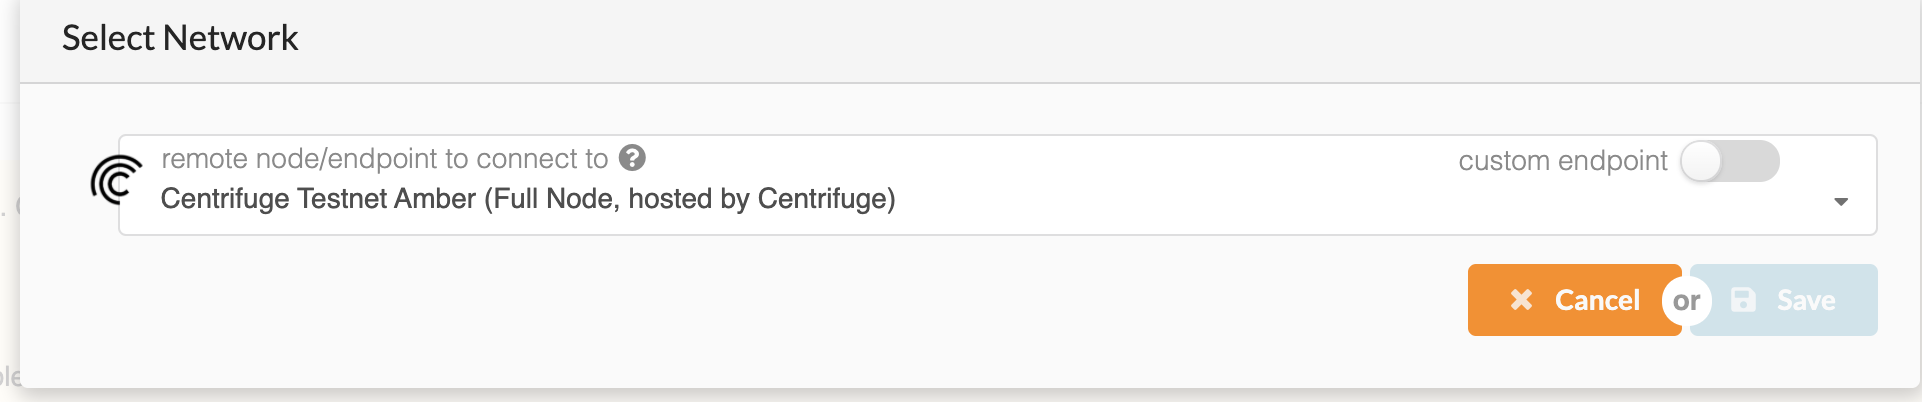 Select Network
remote node/endpoint to connect to ?
custom endpoint
Centrifuge Testnet Amber (Full Node, hosted by Centrifuge)
Cancel or Save